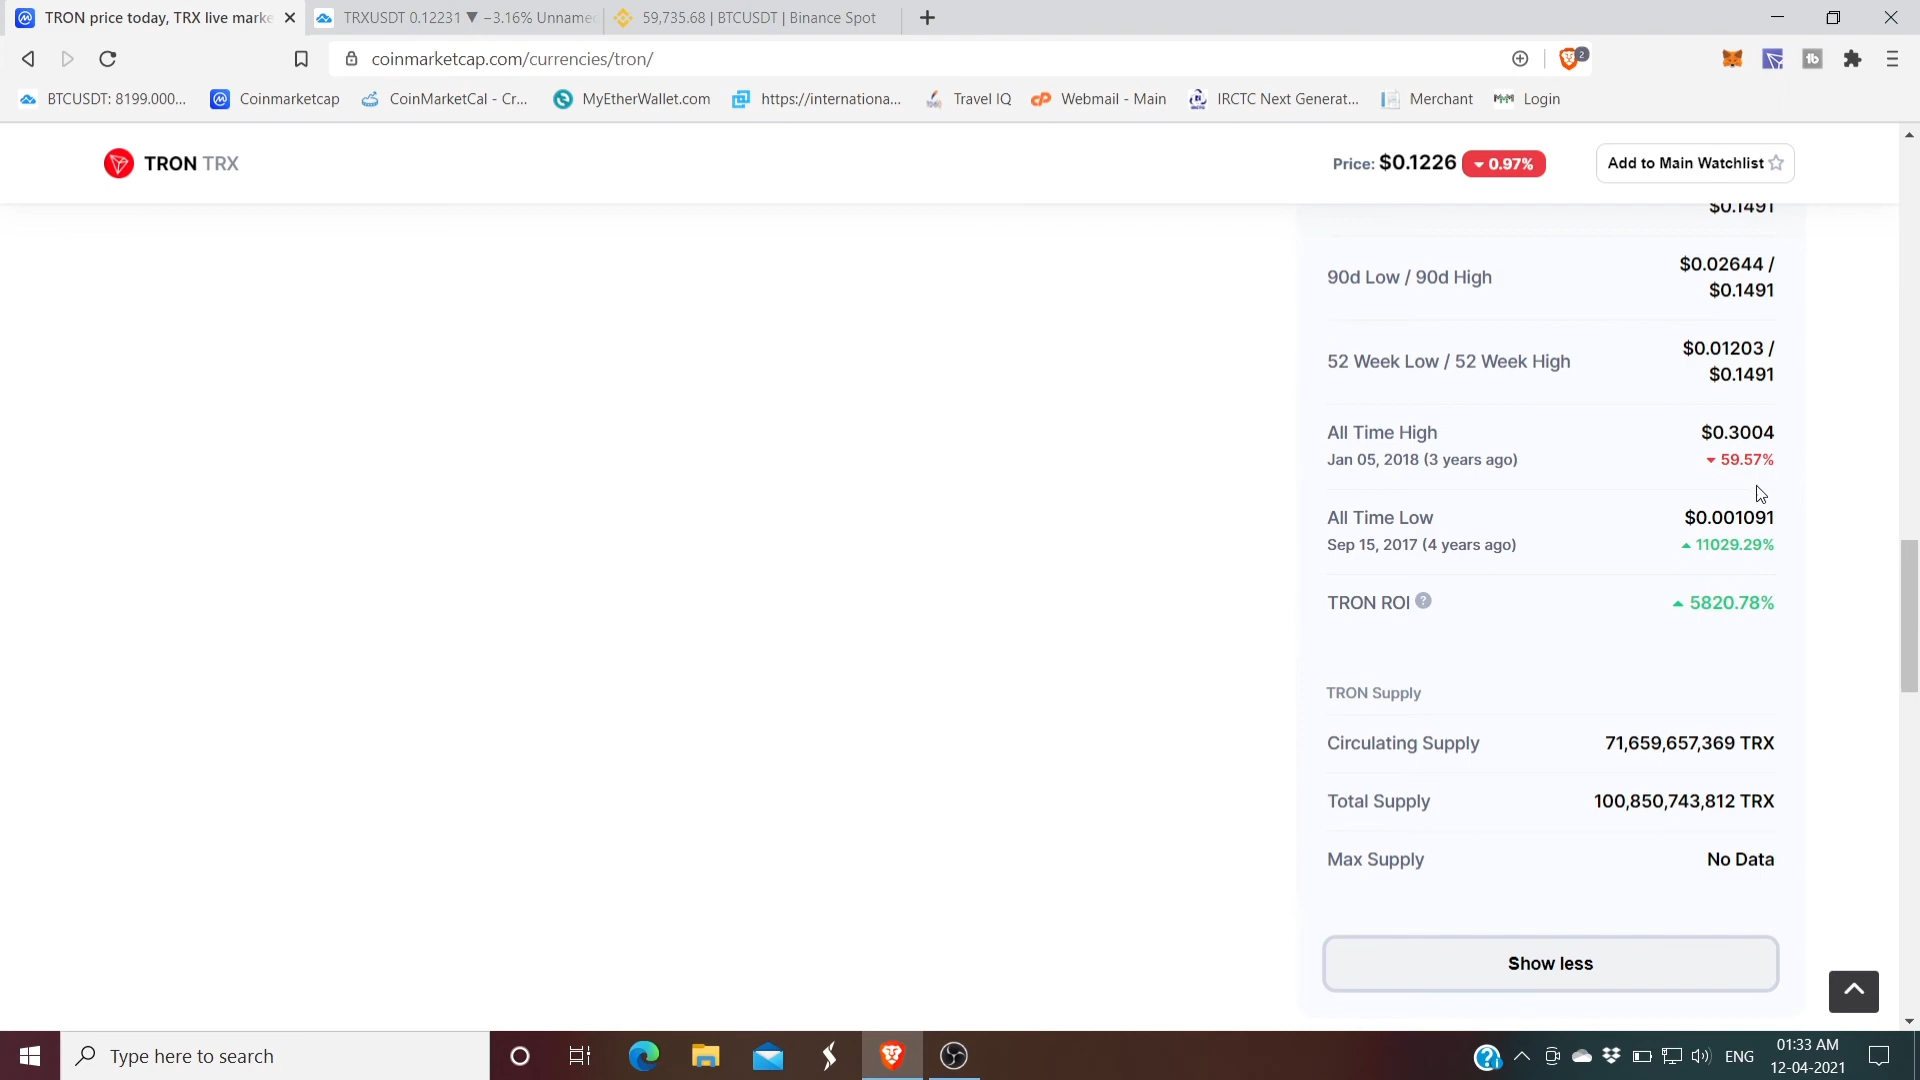 TRON price today, TRX live marke
TRXUSDT 0.12231 ▼ −3.16% Unname
59,735.68 | BTCUSDT | Binance Spot
coinmarketcap.com/currencies/tron/
2
BTCUSDT: 8199.000...
Coinmarketcap
CoinMarketCal - Cr...
MyEtherWallet.com
https://internationa...
Travel IQ
Webmail - Main
IRCTC Next Generat...
Merchant
Login
TRON TRX
Price: $0.1226
0.97%
Add to Main Watchlist
$0.1491
90d Low / 90d High
$0.02644 /
$0.1491
52 Week Low / 52 Week High
$0.01203 /
$0.1491
All Time High
$0.3004
Jan 05, 2018 (3 years ago)
59.57%
All Time Low
$0.001091
Sep 15, 2017 (4 years ago)
11029.29%
TRON ROI
5820.78%
TRON Supply
Circulating Supply
71,659,657,369 TRX
Total Supply
100,850,743,812 TRX
Max Supply
No Data
Show less
Type here to search
ENG
01:33 AM
12-04-2021